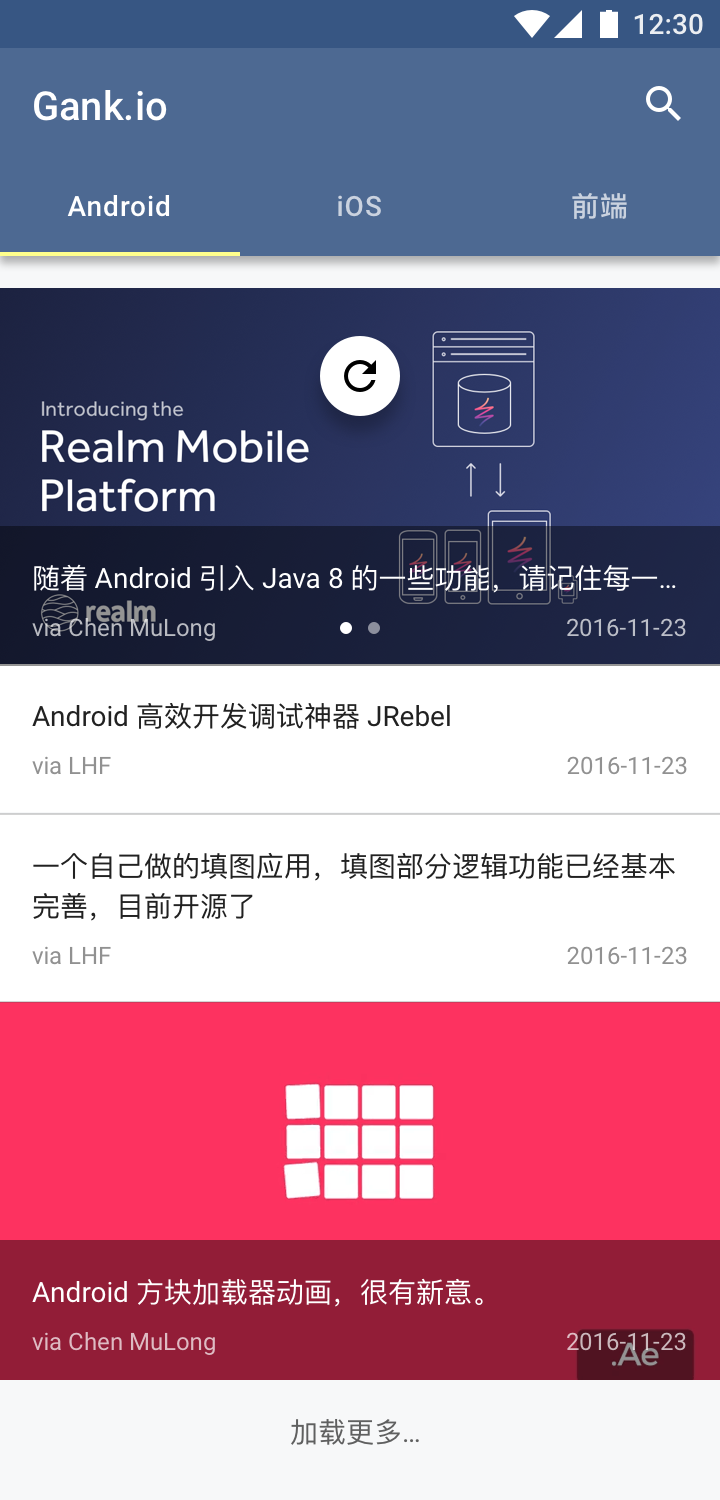 12:30
Gank.io
Android
iOS
前端
Introducing the
Realm Mobile
Platform
随着 Android 引入 Java 8 的一些功能，请记住每一...
realm
via Chen MuLong
2016-11-23
Android 高效开发调试神器 JRebel
via LHF
2016-11-23
一个自己做的填图应用，填图部分逻辑功能已经基本
完善，目前开源了
via LHF
2016-11-23
Android 方块加载器动画，很有新意。
via Chen MuLong
2016-11-23
.Ae
加载更多...